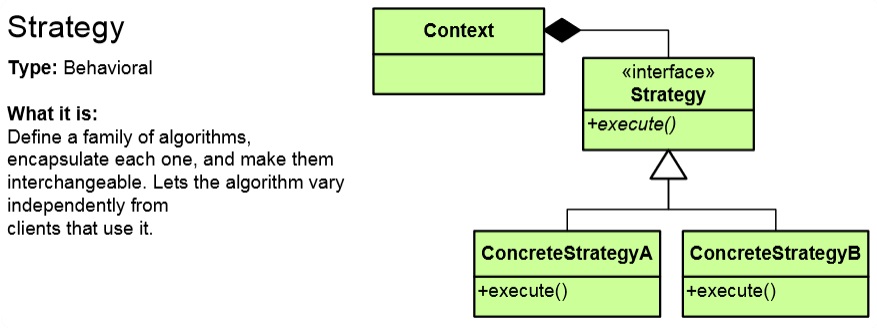 Strategy
Type: Behavioral
What it is:
Define a family of algorithms,
encapsulate each one, and make them
interchangeable. Lets the algorithm vary
independently from
clients that use it.
Context
«interface»
Strategy
+execute()
ConcreteStrategyA
+execute()
ConcreteStrategyB
+execute()